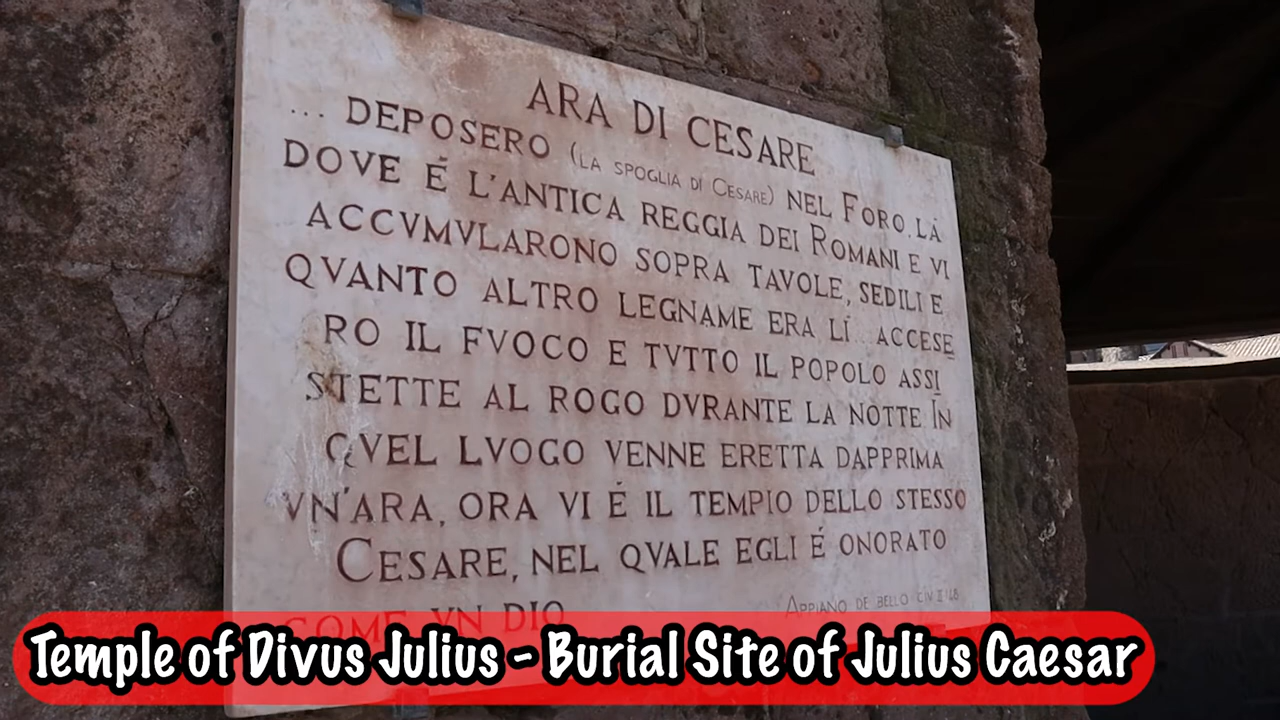 ARA DI CESARE
... DEPOSERO (LA SPOGLIA DI CESARE) NEL FORO. LÀ
DOVE É L'ANTICA REGGIA DEI ROMANI E VI
ACCVMVLARONO SOPRA TAVOLE, SEDILI E
QVANTO ALTRO LEGNAME ERA LÍ.. ACCESE
RO IL FVOCO E TVTTO IL POPOLO ASSI
STETTE AL ROGO DVRANTE LA NOTTE IN
QVEL LVOGO VENNE ERETTA DAPPRIMA
VN'ARA, ORA VI É IL TEMPIO DELLO STESSO
CESARE, NEL QVALE EGLI É ONORATO
COME VN DIO
APPIANO DE BELLO CIV II 148
Temple of Divus Julius - Burial Site of Julius Caesar